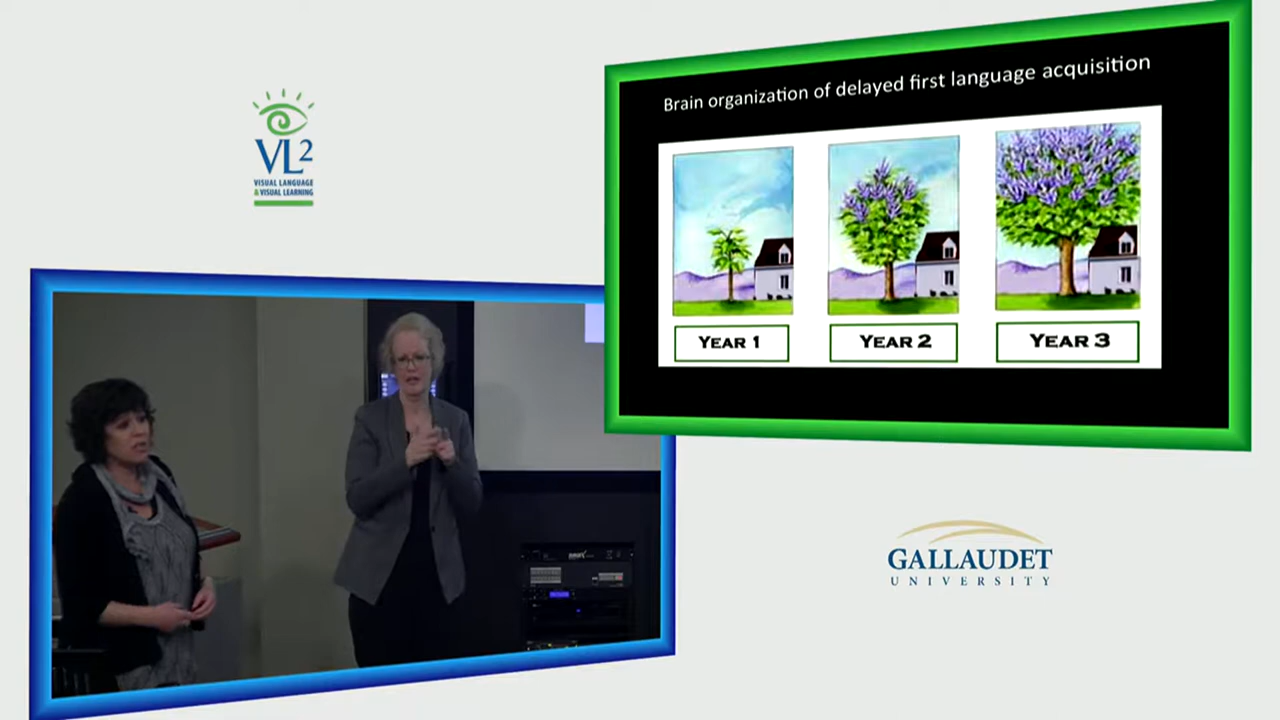 VL2
VISUAL LANGUAGE
& VISUAL LEARNING
Brain organization of delayed first language acquisition
YEAR 1
YEAR 2
YEAR 3
GALLAUDET
UNIVERSITY